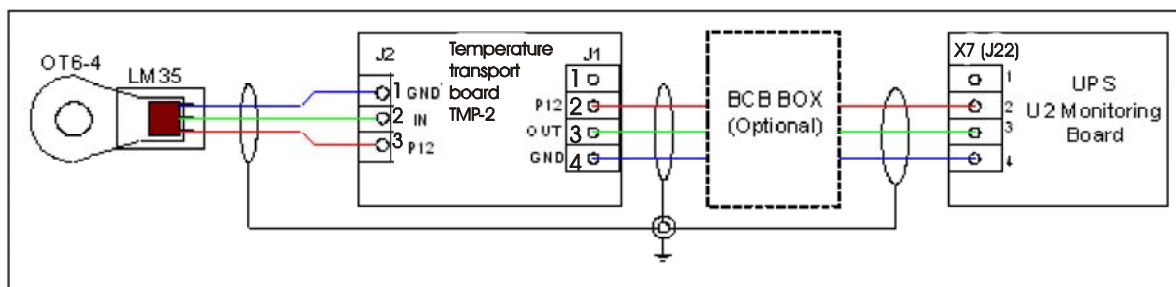 OT6-4
LM35
J2
1 GND
2 IN
3 P12
Temperature
transport
board
TMP-2
J1
1
P12 2
OUT 3
GND 4
BCB BOX
(Optional)
X7 (J22)
1
2
3
4
UPS
U2 Monitoring
Board